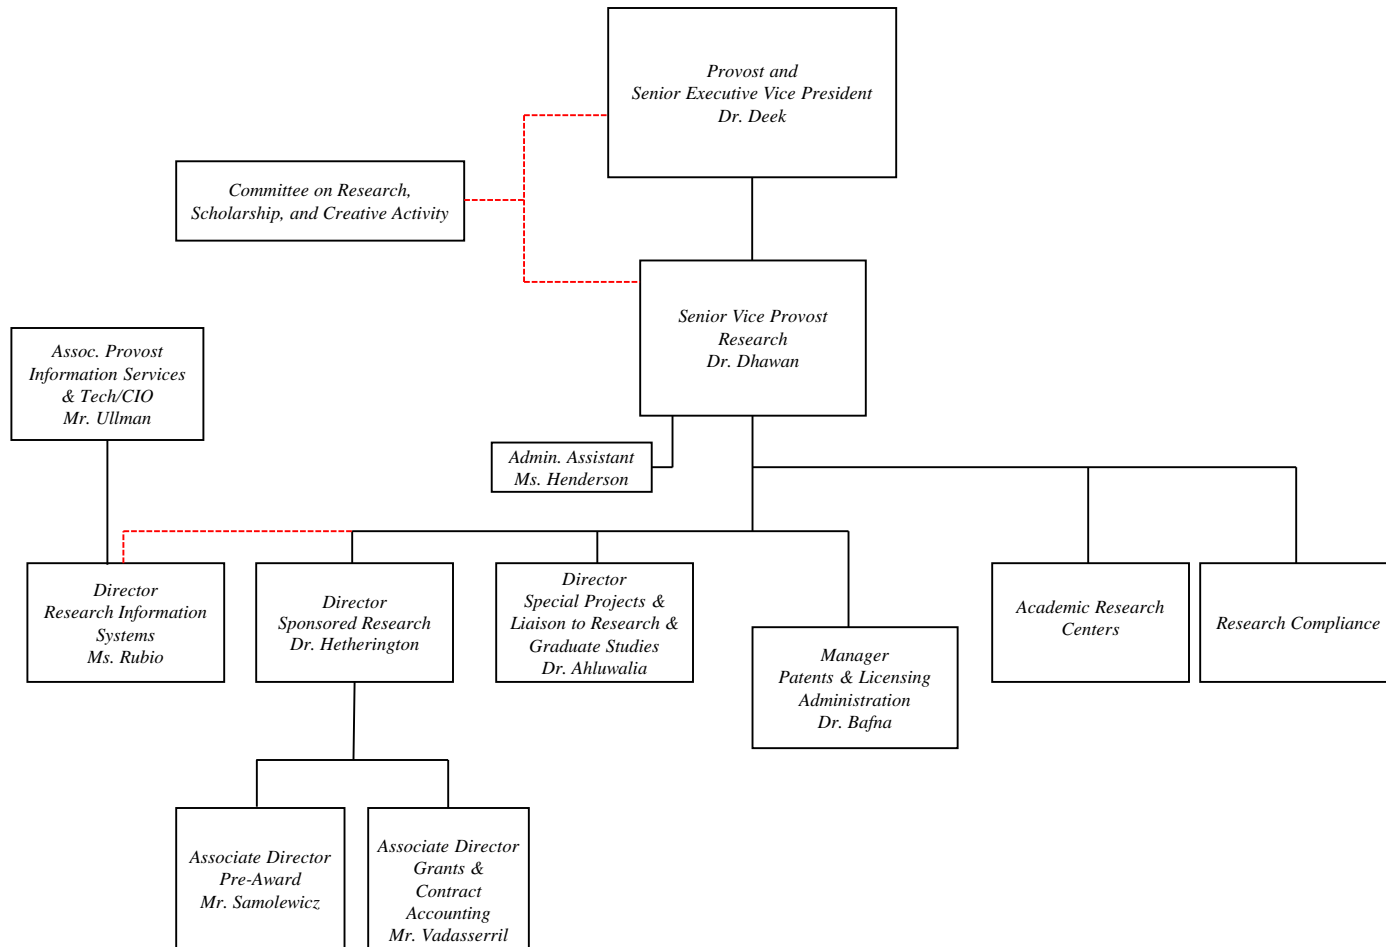 Provost and
Senior Executive Vice President
Dr. Deek
Committee on Research,
Scholarship, and Creative Activity
Senior Vice Provost
Research
Dr. Dhawan
Assoc. Provost
Information Services
& Tech/CIO
Mr. Ullman
Admin. Assistant
Ms. Henderson
Director
Research Information
Systems
Ms. Rubio
Director
Sponsored Research
Dr. Hetherington
Director
Special Projects &
Liaison to Research &
Graduate Studies
Dr. Ahluwalia
Manager
Patents & Licensing
Administration
Dr. Bafna
Academic Research
Centers
Research Compliance
Associate Director
Pre-Award
Mr. Samolewicz
Associate Director
Grants &
Contract
Accounting
Mr. Vadasserril